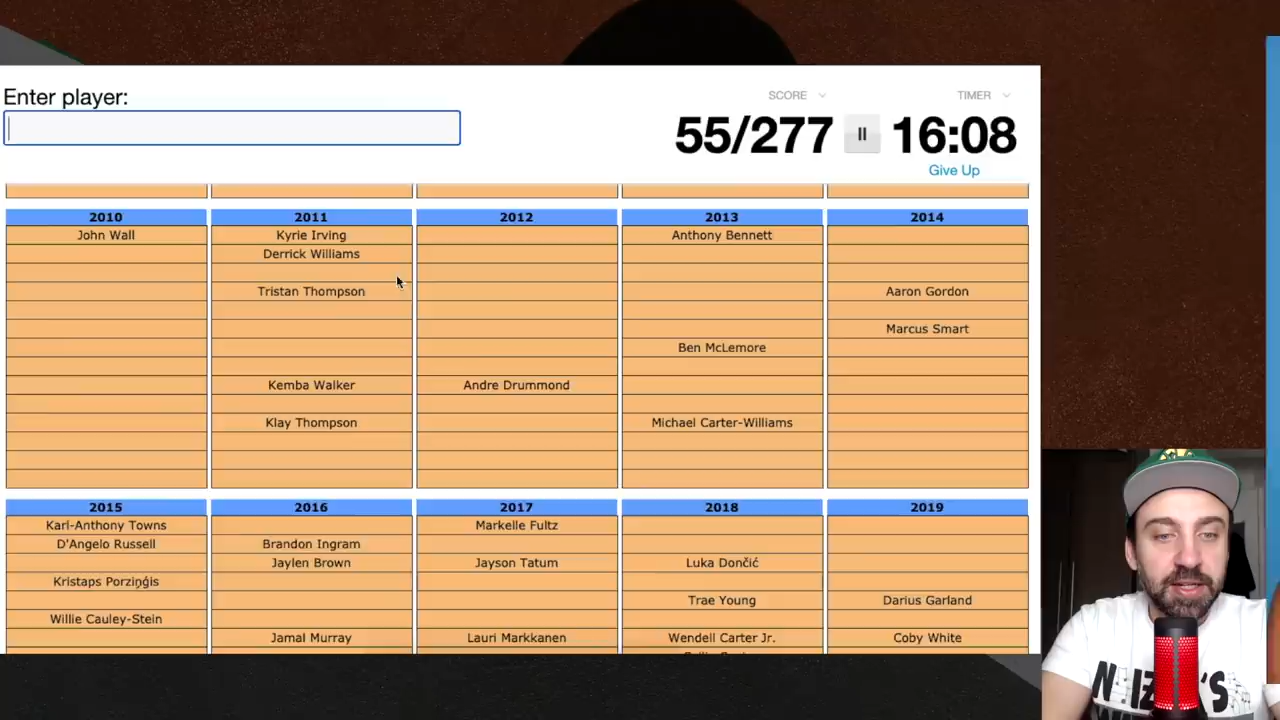 Enter player:
SCORE
TIMER
55/277
16:08
Give Up
2010 2011 2012 2013 2014
John Wall Kyrie Irving Anthony Bennett
Derrick Williams
Tristan Thompson Aaron Gordon
Marcus Smart
Ben McLemore
Kemba Walker Andre Drummond
Klay Thompson Michael Carter-Williams
2015 2016 2017 2018 2019
Karl-Anthony Towns Markelle Fultz
D'Angelo Russell Brandon Ingram
Jaylen Brown Jayson Tatum Luka Dončić
Kristaps Porziņģis
Trae Young Darius Garland
Willie Cauley-Stein
Jamal Murray Lauri Markkanen Wendell Carter Jr. Coby White